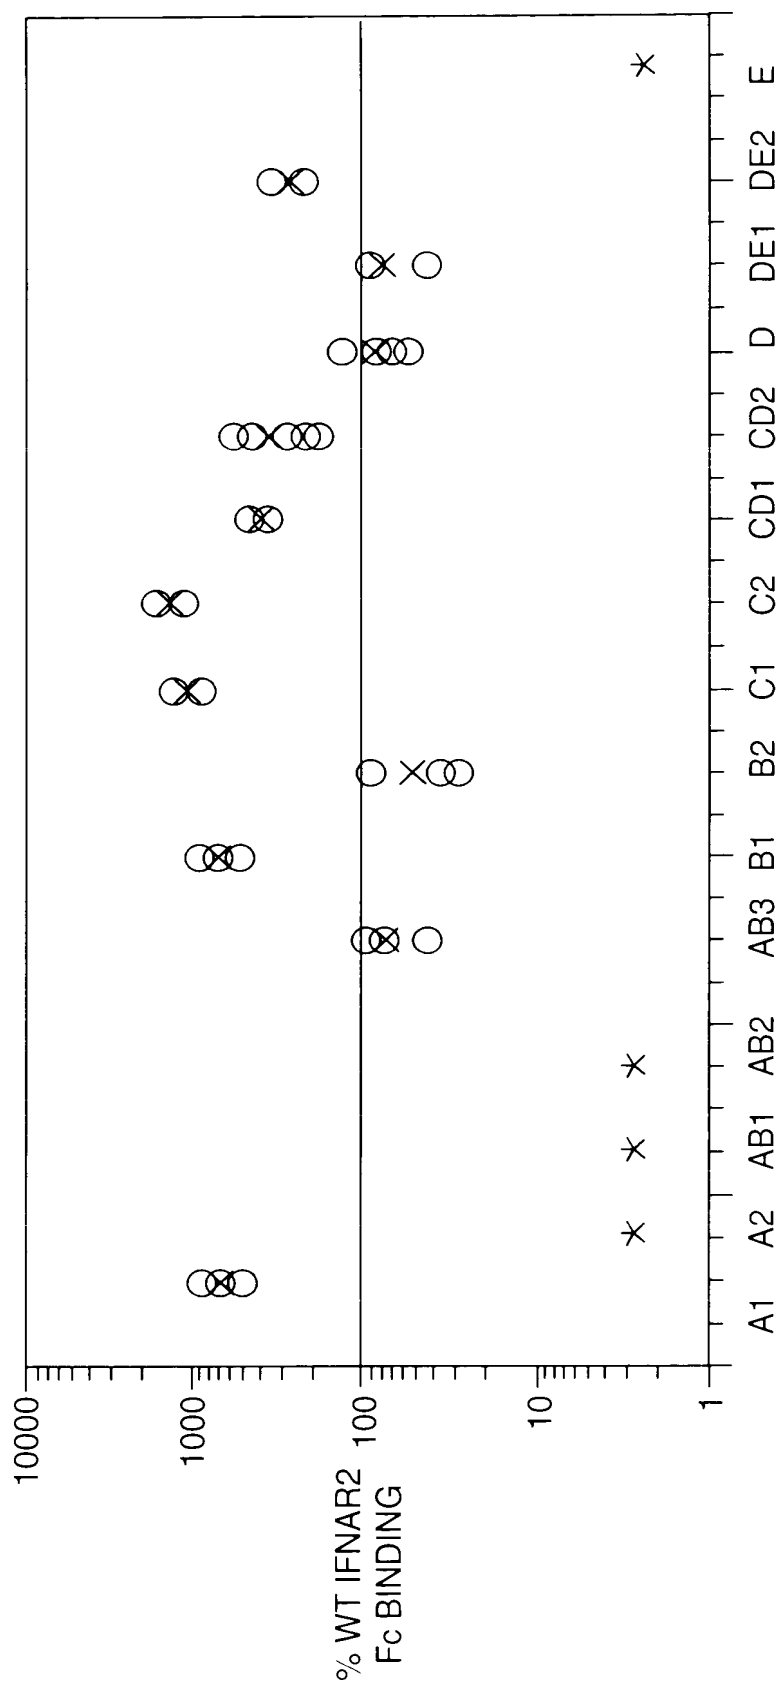 % WT IFNAR2
Fc BINDING
10000
1000
100
10
1
A1 A2 AB1 AB2 AB3 B1 B2 C1 C2 CD1 CD2 D DE1 DE2 E